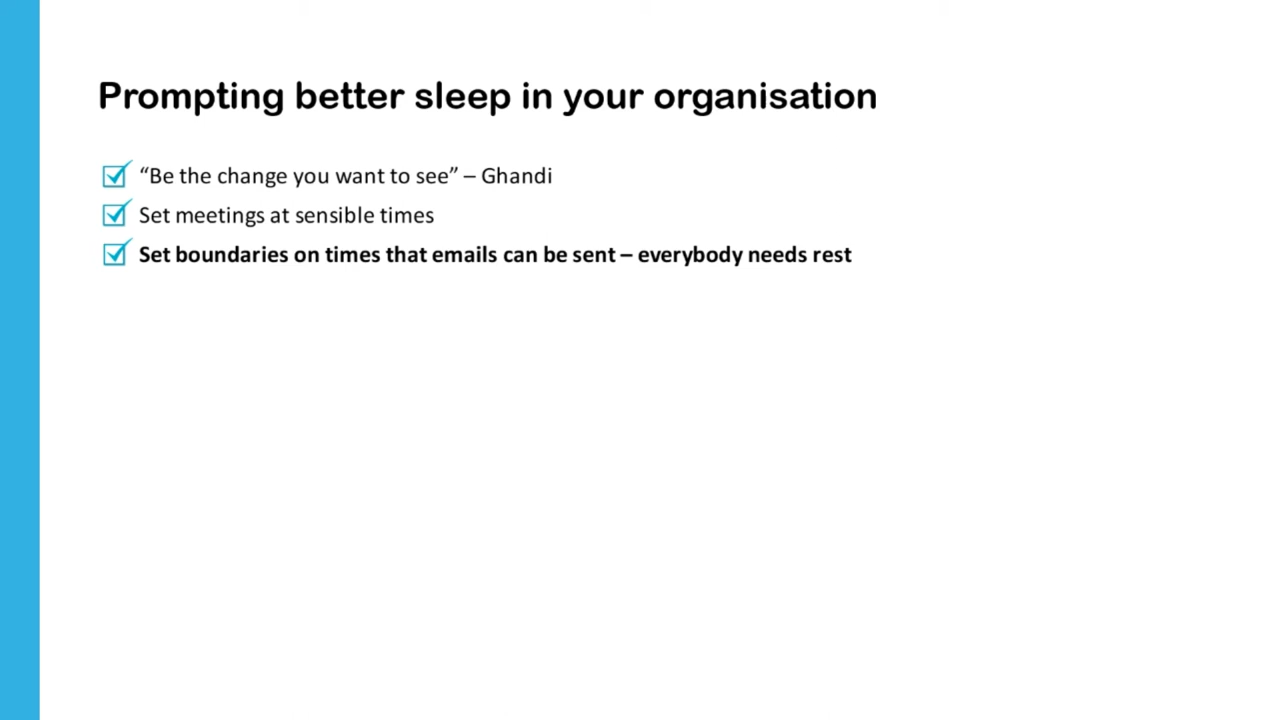 Prompting better sleep in your organisation
“Be the change you want to see” – Ghandi
Set meetings at sensible times
Set boundaries on times that emails can be sent – everybody needs rest